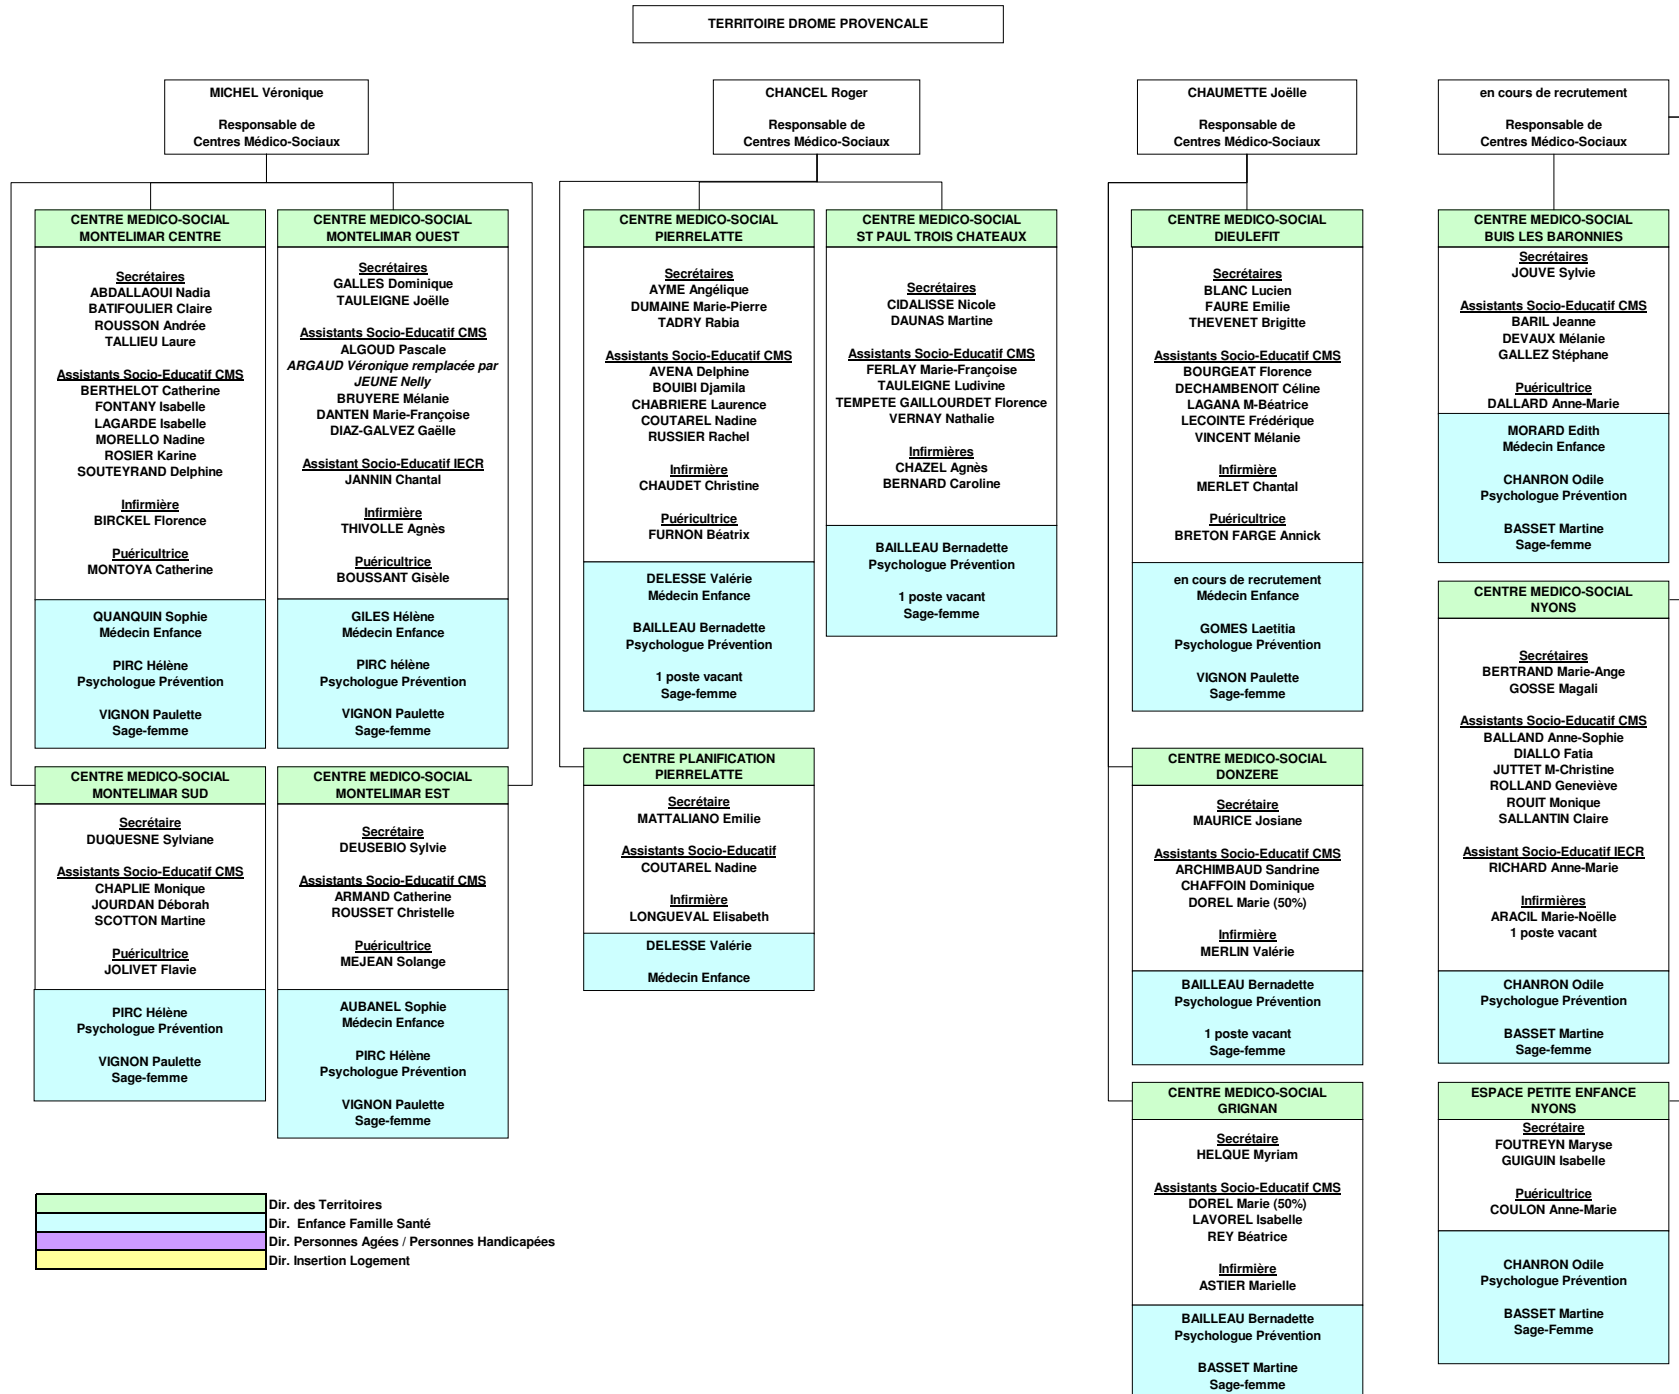 TERRITOIRE DROME PROVENCALE
MICHEL Véronique
Responsable de
Centres Médico-Sociaux
CHANCEL Roger
Responsable de
Centres Médico-Sociaux
CHAUMETTE Joëlle
Responsable de
Centres Médico-Sociaux
en cours de recrutement
Responsable de
Centres Médico-Sociaux
CENTRE MEDICO-SOCIAL
MONTELIMAR CENTRE
Secrétaires
ABDALLAOUI Nadia
BATIFOULIER Claire
ROUSSON Andrée
TALLIEU Laure
Assistants Socio-Educatif CMS
BERTHELOT Catherine
FONTANY Isabelle
LAGARDE Isabelle
MORELLO Nadine
ROSIER Karine
SOUTEYRAND Delphine
Infirmière
BIRCKEL Florence
Puéricultrice
MONTOYA Catherine
QUANQUIN Sophie
Médecin Enfance
PIRC Hélène
Psychologue Prévention
VIGNON Paulette
Sage-femme
CENTRE MEDICO-SOCIAL
MONTELIMAR OUEST
Secrétaires
GALLES Dominique
TAULEIGNE Joëlle
Assistants Socio-Educatif CMS
ALGOUD Pascale
ARGAUD Véronique remplacée par
JEUNE Nelly
BRUYERE Mélanie
DANTEN Marie-Françoise
DIAZ-GALVEZ Gaëlle
Assistant Socio-Educatif IECR
JANNIN Chantal
Infirmière
THIVOLLE Agnès
Puéricultrice
BOUSSANT Gisèle
GILES Hélène
Médecin Enfance
PIRC hélène
Psychologue Prévention
VIGNON Paulette
Sage-femme
CENTRE MEDICO-SOCIAL
PIERRELATTE
Secrétaires
AYME Angélique
DUMAINE Marie-Pierre
TADRY Rabia
Assistants Socio-Educatif CMS
AVENA Delphine
BOUIBI Djamila
CHABRIERE Laurence
COUTAREL Nadine
RUSSIER Rachel
Infirmière
CHAUDET Christine
Puéricultrice
FURNON Béatrix
DELESSE Valérie
Médecin Enfance
BAILLEAU Bernadette
Psychologue Prévention
1 poste vacant
Sage-femme
CENTRE MEDICO-SOCIAL
ST PAUL TROIS CHATEAUX
Secrétaires
CIDALISSE Nicole
DAUNAS Martine
Assistants Socio-Educatif CMS
FERLAY Marie-Françoise
TAULEIGNE Ludivine
TEMPETE GAILLOURDET Florence
VERNAY Nathalie
Infirmières
CHAZEL Agnès
BERNARD Caroline
BAILLEAU Bernadette
Psychologue Prévention
1 poste vacant
Sage-femme
CENTRE MEDICO-SOCIAL
DIEULEFIT
Secrétaires
BLANC Lucien
FAURE Emilie
THEVENET Brigitte
Assistants Socio-Educatif CMS
BOURGEAT Florence
DECHAMBENOIT Céline
LAGANA M-Béatrice
LECOINTE Frédérique
VINCENT Mélanie
Infirmière
MERLET Chantal
Puéricultrice
BRETON FARGE Annick
en cours de recrutement
Médecin Enfance
GOMES Laetitia
Psychologue Prévention
VIGNON Paulette
Sage-femme
CENTRE MEDICO-SOCIAL
BUIS LES BARONNIES
Secrétaires
JOUVE Sylvie
Assistants Socio-Educatif CMS
BARIL Jeanne
DEVAUX Mélanie
GALLEZ Stéphane
Puéricultrice
DALLARD Anne-Marie
MORARD Edith
Médecin Enfance
CHANRON Odile
Psychologue Prévention
BASSET Martine
Sage-femme
CENTRE MEDICO-SOCIAL
NYONS
Secrétaires
BERTRAND Marie-Ange
GOSSE Magali
Assistants Socio-Educatif CMS
BALLAND Anne-Sophie
DIALLO Fatia
JUTTET M-Christine
ROLLAND Geneviève
ROUIT Monique
SALLANTIN Claire
Assistant Socio-Educatif IECR
RICHARD Anne-Marie
Infirmières
ARACIL Marie-Noëlle
1 poste vacant
CHANRON Odile
Psychologue Prévention
BASSET Martine
Sage-femme
CENTRE MEDICO-SOCIAL
MONTELIMAR SUD
Secrétaire
DUQUESNE Sylviane
Assistants Socio-Educatif CMS
CHAPLIE Monique
JOURDAN Déborah
SCOTTON Martine
Puéricultrice
JOLIVET Flavie
PIRC Hélène
Psychologue Prévention
VIGNON Paulette
Sage-femme
CENTRE MEDICO-SOCIAL
MONTELIMAR EST
Secrétaire
DEUSEBIO Sylvie
Assistants Socio-Educatif CMS
ARMAND Catherine
ROUSSET Christelle
Puéricultrice
MEJEAN Solange
AUBANEL Sophie
Médecin Enfance
PIRC Hélène
Psychologue Prévention
VIGNON Paulette
Sage-femme
CENTRE PLANIFICATION
PIERRELATTE
Secrétaire
MATTALIANO Emilie
Assistants Socio-Educatif
COUTAREL Nadine
Infirmière
LONGUEVAL Elisabeth
DELESSE Valérie
Médecin Enfance
CENTRE MEDICO-SOCIAL
DONZERE
Secrétaire
MAURICE Josiane
Assistants Socio-Educatif CMS
ARCHIMBAUD Sandrine
CHAFFOIN Dominique
DOREL Marie (50%)
Infirmière
MERLIN Valérie
BAILLEAU Bernadette
Psychologue Prévention
1 poste vacant
Sage-femme
CENTRE MEDICO-SOCIAL
GRIGNAN
Secrétaire
HELQUE Myriam
Assistants Socio-Educatif CMS
DOREL Marie (50%)
LAVOREL Isabelle
REY Béatrice
Infirmière
ASTIER Marielle
BAILLEAU Bernadette
Psychologue Prévention
BASSET Martine
Sage-femme
ESPACE PETITE ENFANCE
NYONS
Secrétaire
FOUTREYN Maryse
GUIGUIN Isabelle
Puéricultrice
COULON Anne-Marie
CHANRON Odile
Psychologue Prévention
BASSET Martine
Sage-Femme
Dir. des Territoires
Dir. Enfance Famille Santé
Dir. Personnes Agées / Personnes Handicapées
Dir. Insertion Logement